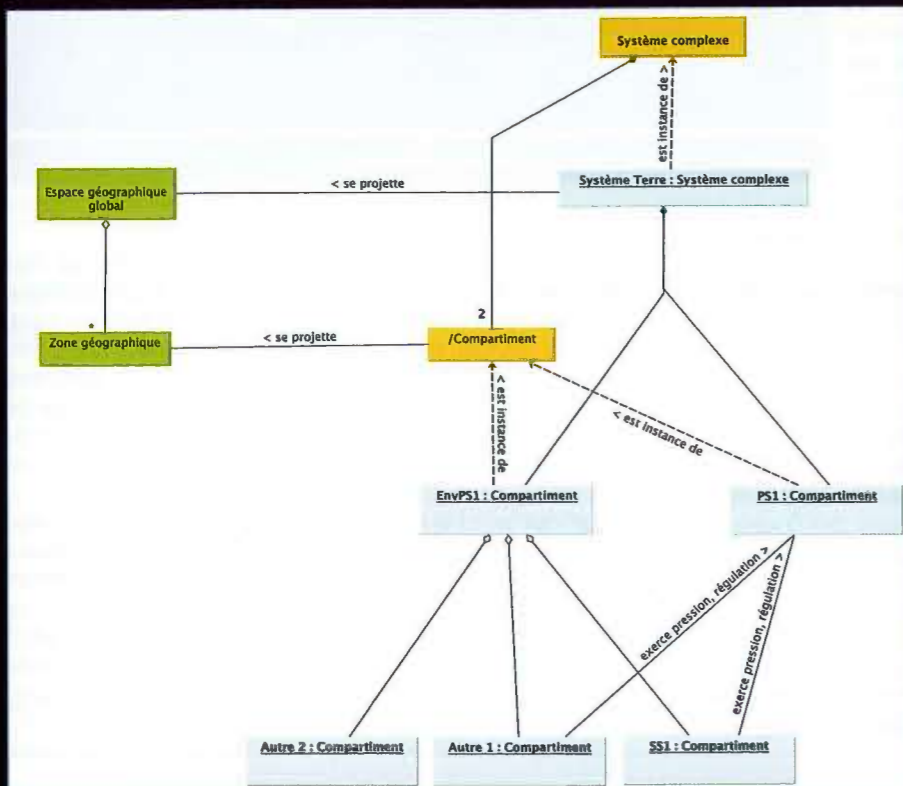 Système complexe
est instance de >
Espace géographique
global
< se projette
Système Terre : Système complexe
*
2
Zone géographique
< se projette
/Compartiment
< est instance de
< est instance de
EnvPS1 : Compartiment
PS1 : Compartiment
exerce pression, régulation >
exerce pression, régulation >
Autre 2 : Compartiment
Autre 1 : Compartiment
SS1 : Compartiment